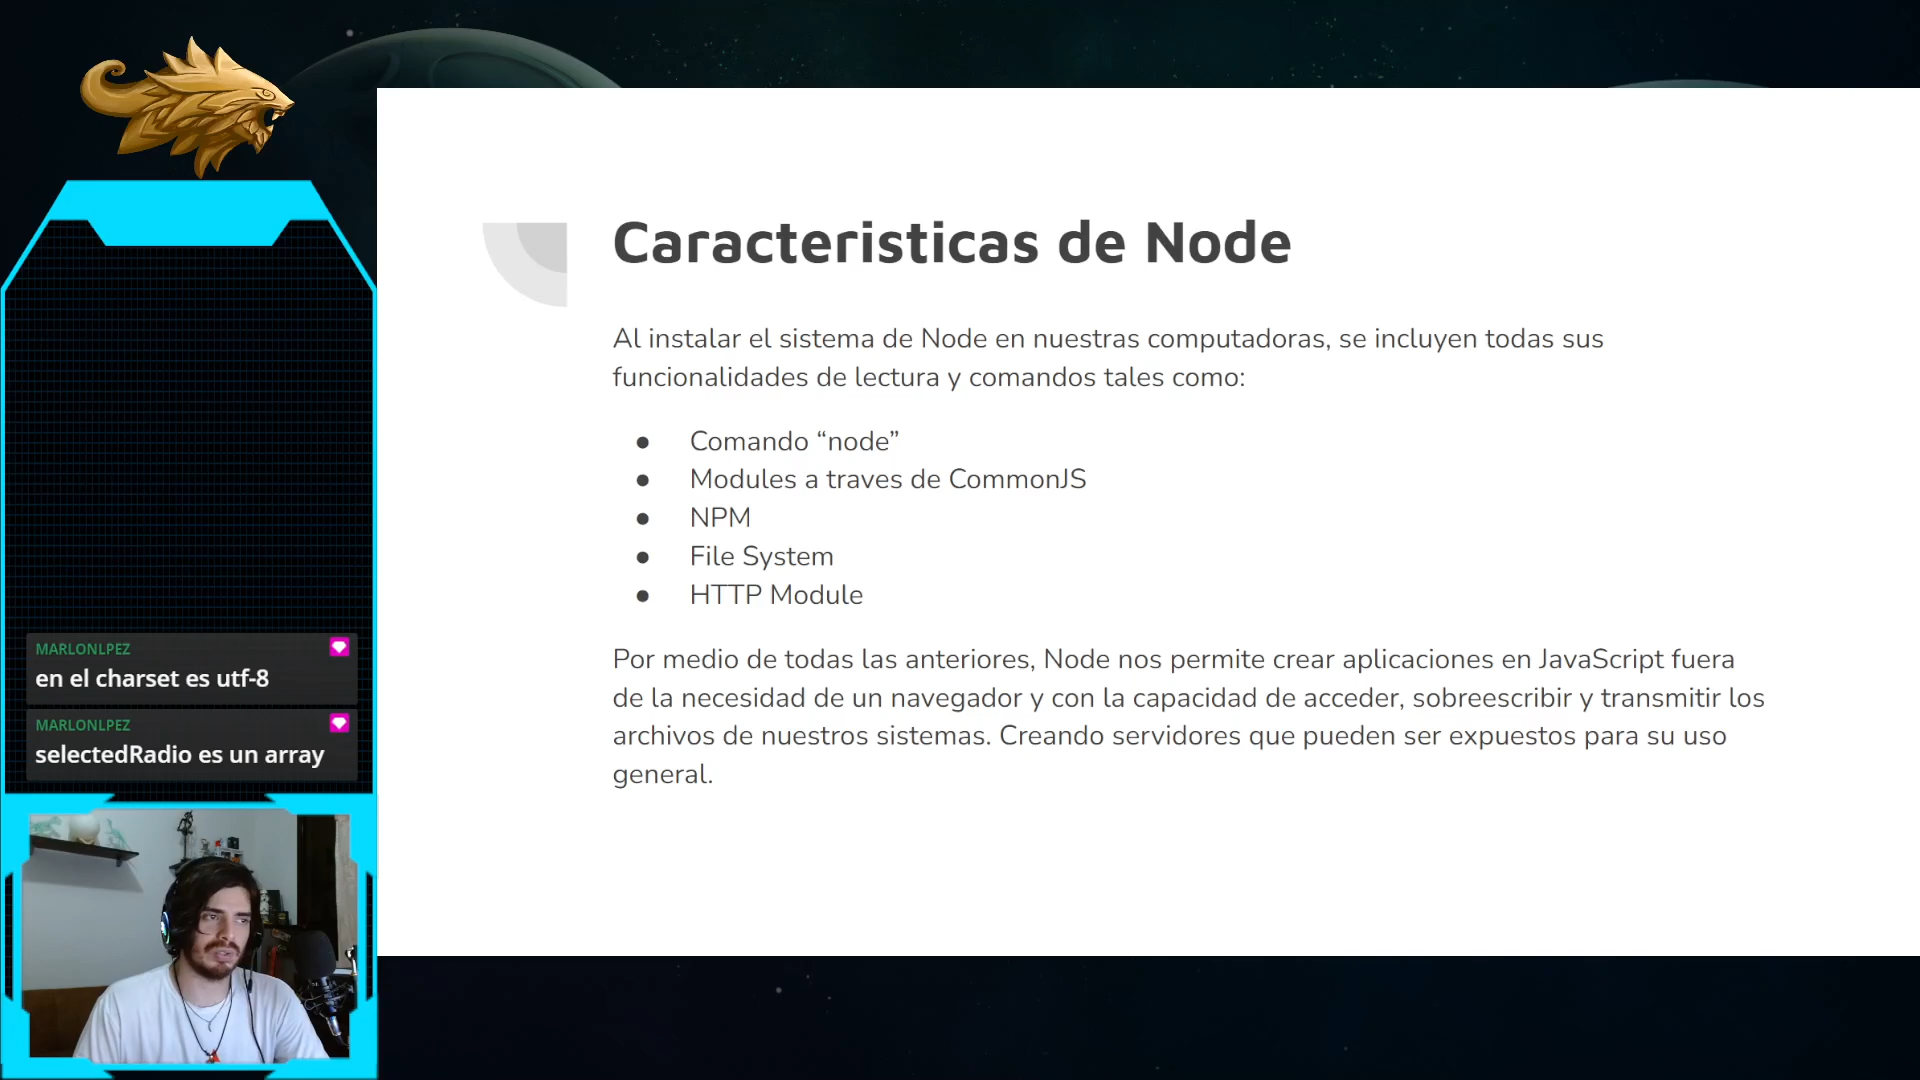 Caracteristicas de Node
Al instalar el sistema de Node en nuestras computadoras, se incluyen todas sus
funcionalidades de lectura y comandos tales como:
● Comando “node”
● Modules a traves de CommonJS
● NPM
● File System
● HTTP Module
Por medio de todas las anteriores, Node nos permite crear aplicaciones en JavaScript fuera
de la necesidad de un navegador y con la capacidad de acceder, sobreescribir y transmitir los
archivos de nuestros sistemas. Creando servidores que pueden ser expuestos para su uso
general.
MARLONLPEZ
en el charset es utf-8
MARLONLPEZ
selectedRadio es un array